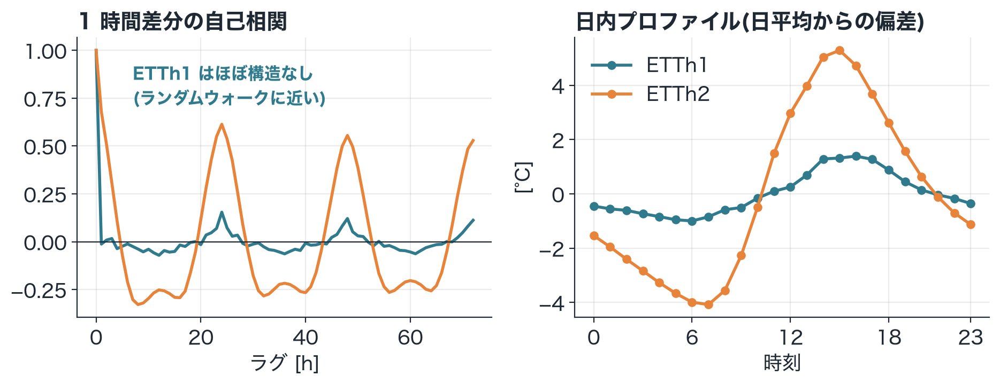 1 時間差分の自己相関
1.00
0.75
0.50
0.25
0.00
−0.25
ETTh1 はほぼ構造なし
(ランダムウォークに近い)
0 20 40 60
ラグ [h]
日内プロファイル(日平均からの偏差)
[°C]
4
2
0
−2
−4
ETTh1
ETTh2
0 6 12 18 23
時刻